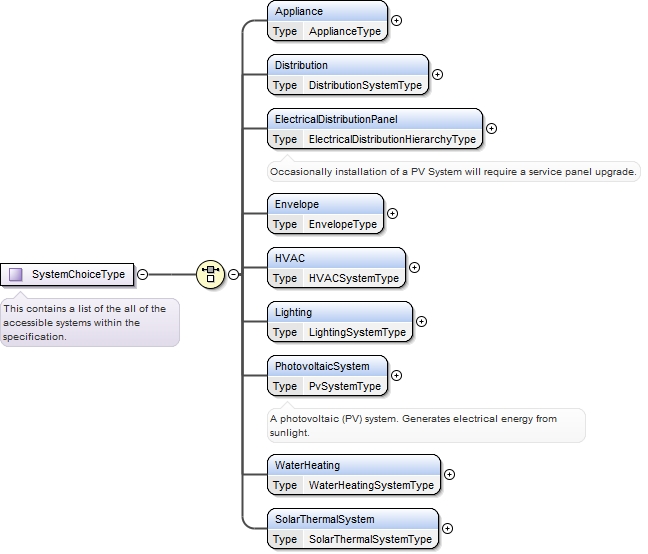 Appliance
Type ApplianceType
Distribution
Type DistributionSystemType
ElectricalDistributionPanel
Type ElectricalDistributionHierarchyType
Occasionally installation of a PV System will require a service panel upgrade.
Envelope
Type EnvelopeType
SystemChoiceType
This contains a list of the all of the
accessible systems within the
specification.
HVAC
Type HVACSystemType
Lighting
Type LightingSystemType
PhotovoltaicSystem
Type PvSystemType
A photovoltaic (PV) system. Generates electrical energy from
sunlight.
WaterHeating
Type WaterHeatingSystemType
SolarThermalSystem
Type SolarThermalSystemType